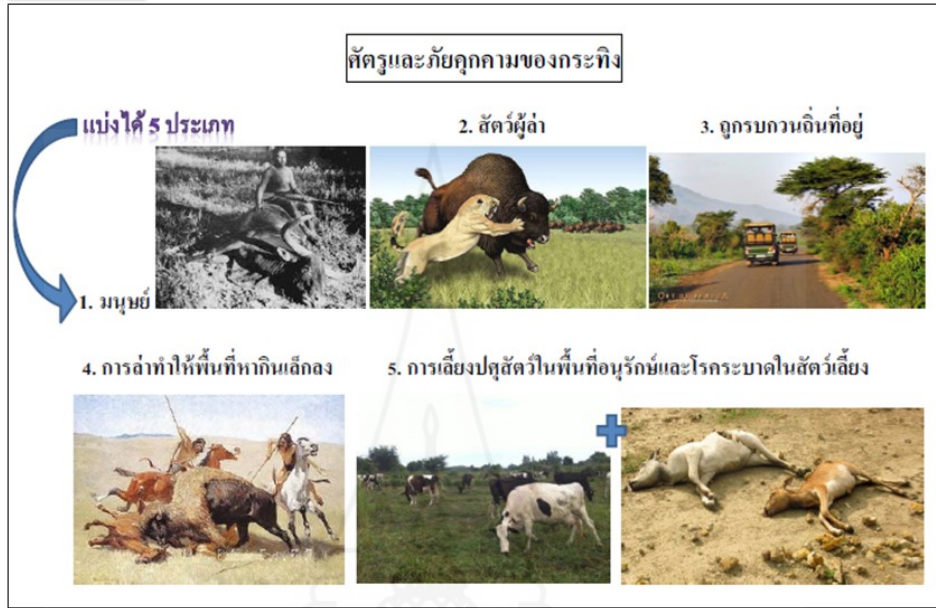 ศัตรูและภัยคุกคามของกระทิง
แบ่งได้ 5 ประเภท
1. มนุษย์
2. สัตว์ผู้ล่า
3. ถูกรบกวนถิ่นที่อยู่
4. การล่าทำให้พื้นที่หากินเล็กลง
5. การเลี้ยงปศุสัตว์ในพื้นที่อนุรักษ์และโรคระบาดในสัตว์เลี้ยง